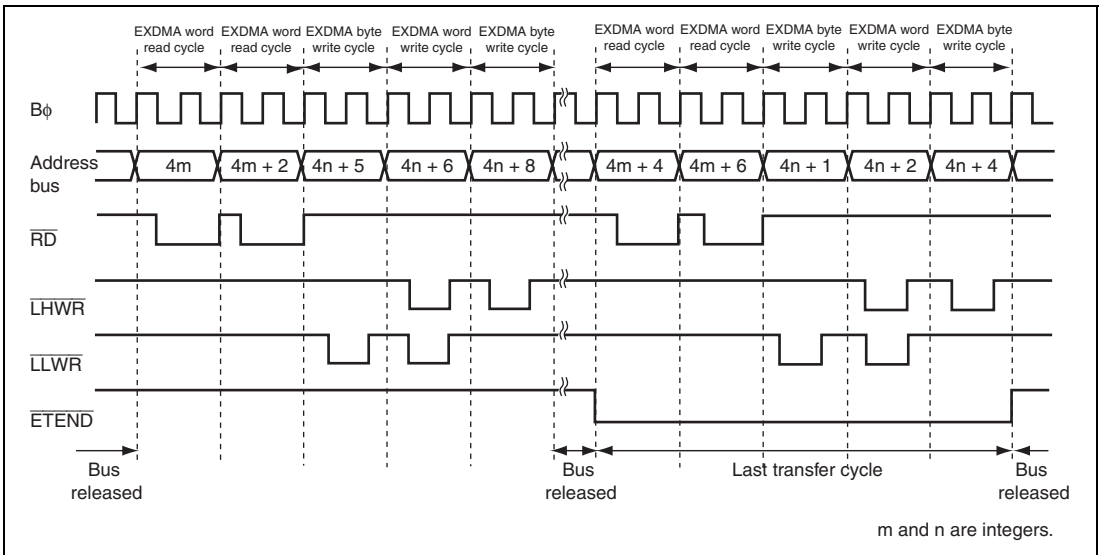 EXDMA word read cycle
EXDMA word read cycle
EXDMA byte write cycle
EXDMA word write cycle
EXDMA byte write cycle
EXDMA word read cycle
EXDMA word read cycle
EXDMA byte write cycle
EXDMA word write cycle
EXDMA byte write cycle
Bϕ
Address bus
4m
4m + 2
4n + 5
4n + 6
4n + 8
4m + 4
4m + 6
4n + 1
4n + 2
4n + 4
RD
LHWR
LLWR
ETEND
Bus released
Bus released
Last transfer cycle
Bus released
m and n are integers.